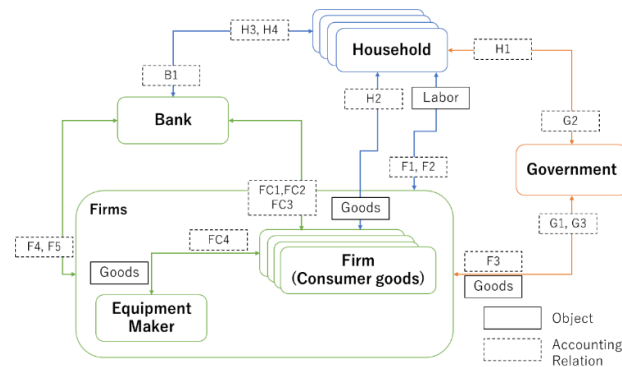 H3, H4
Household
H1
B1
H2
Labor
Bank
G2
F1, F2
Government
FC1,FC2
FC3
Firms
Goods
G1, G3
F4, F5
FC4
Firm
(Consumer goods)
F3
Goods
Goods
Equipment
Maker
Object
Accounting
Relation